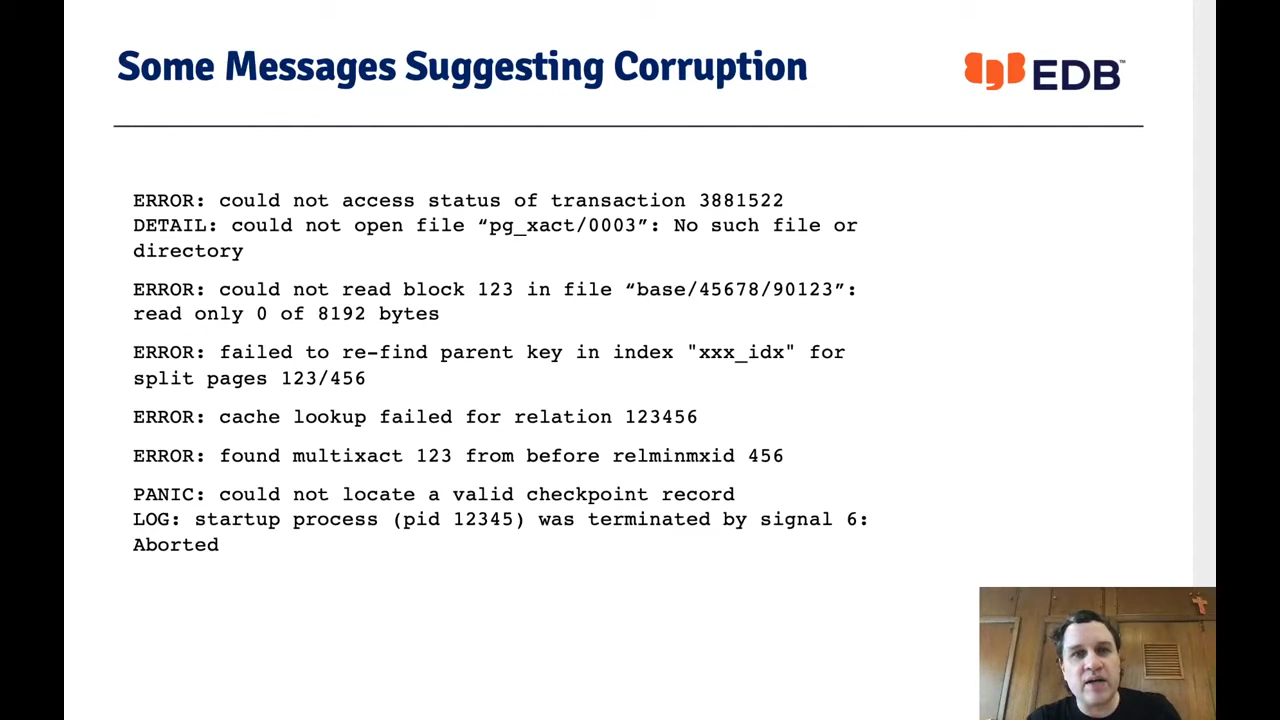 Some Messages Suggesting Corruption
EDB™
ERROR: could not access status of transaction 3881522
DETAIL: could not open file “pg_xact/0003”: No such file or
directory
ERROR: could not read block 123 in file “base/45678/90123”:
read only 0 of 8192 bytes
ERROR: failed to re-find parent key in index "xxx_idx" for
split pages 123/456
ERROR: cache lookup failed for relation 123456
ERROR: found multixact 123 from before relminmxid 456
PANIC: could not locate a valid checkpoint record
LOG: startup process (pid 12345) was terminated by signal 6:
Aborted